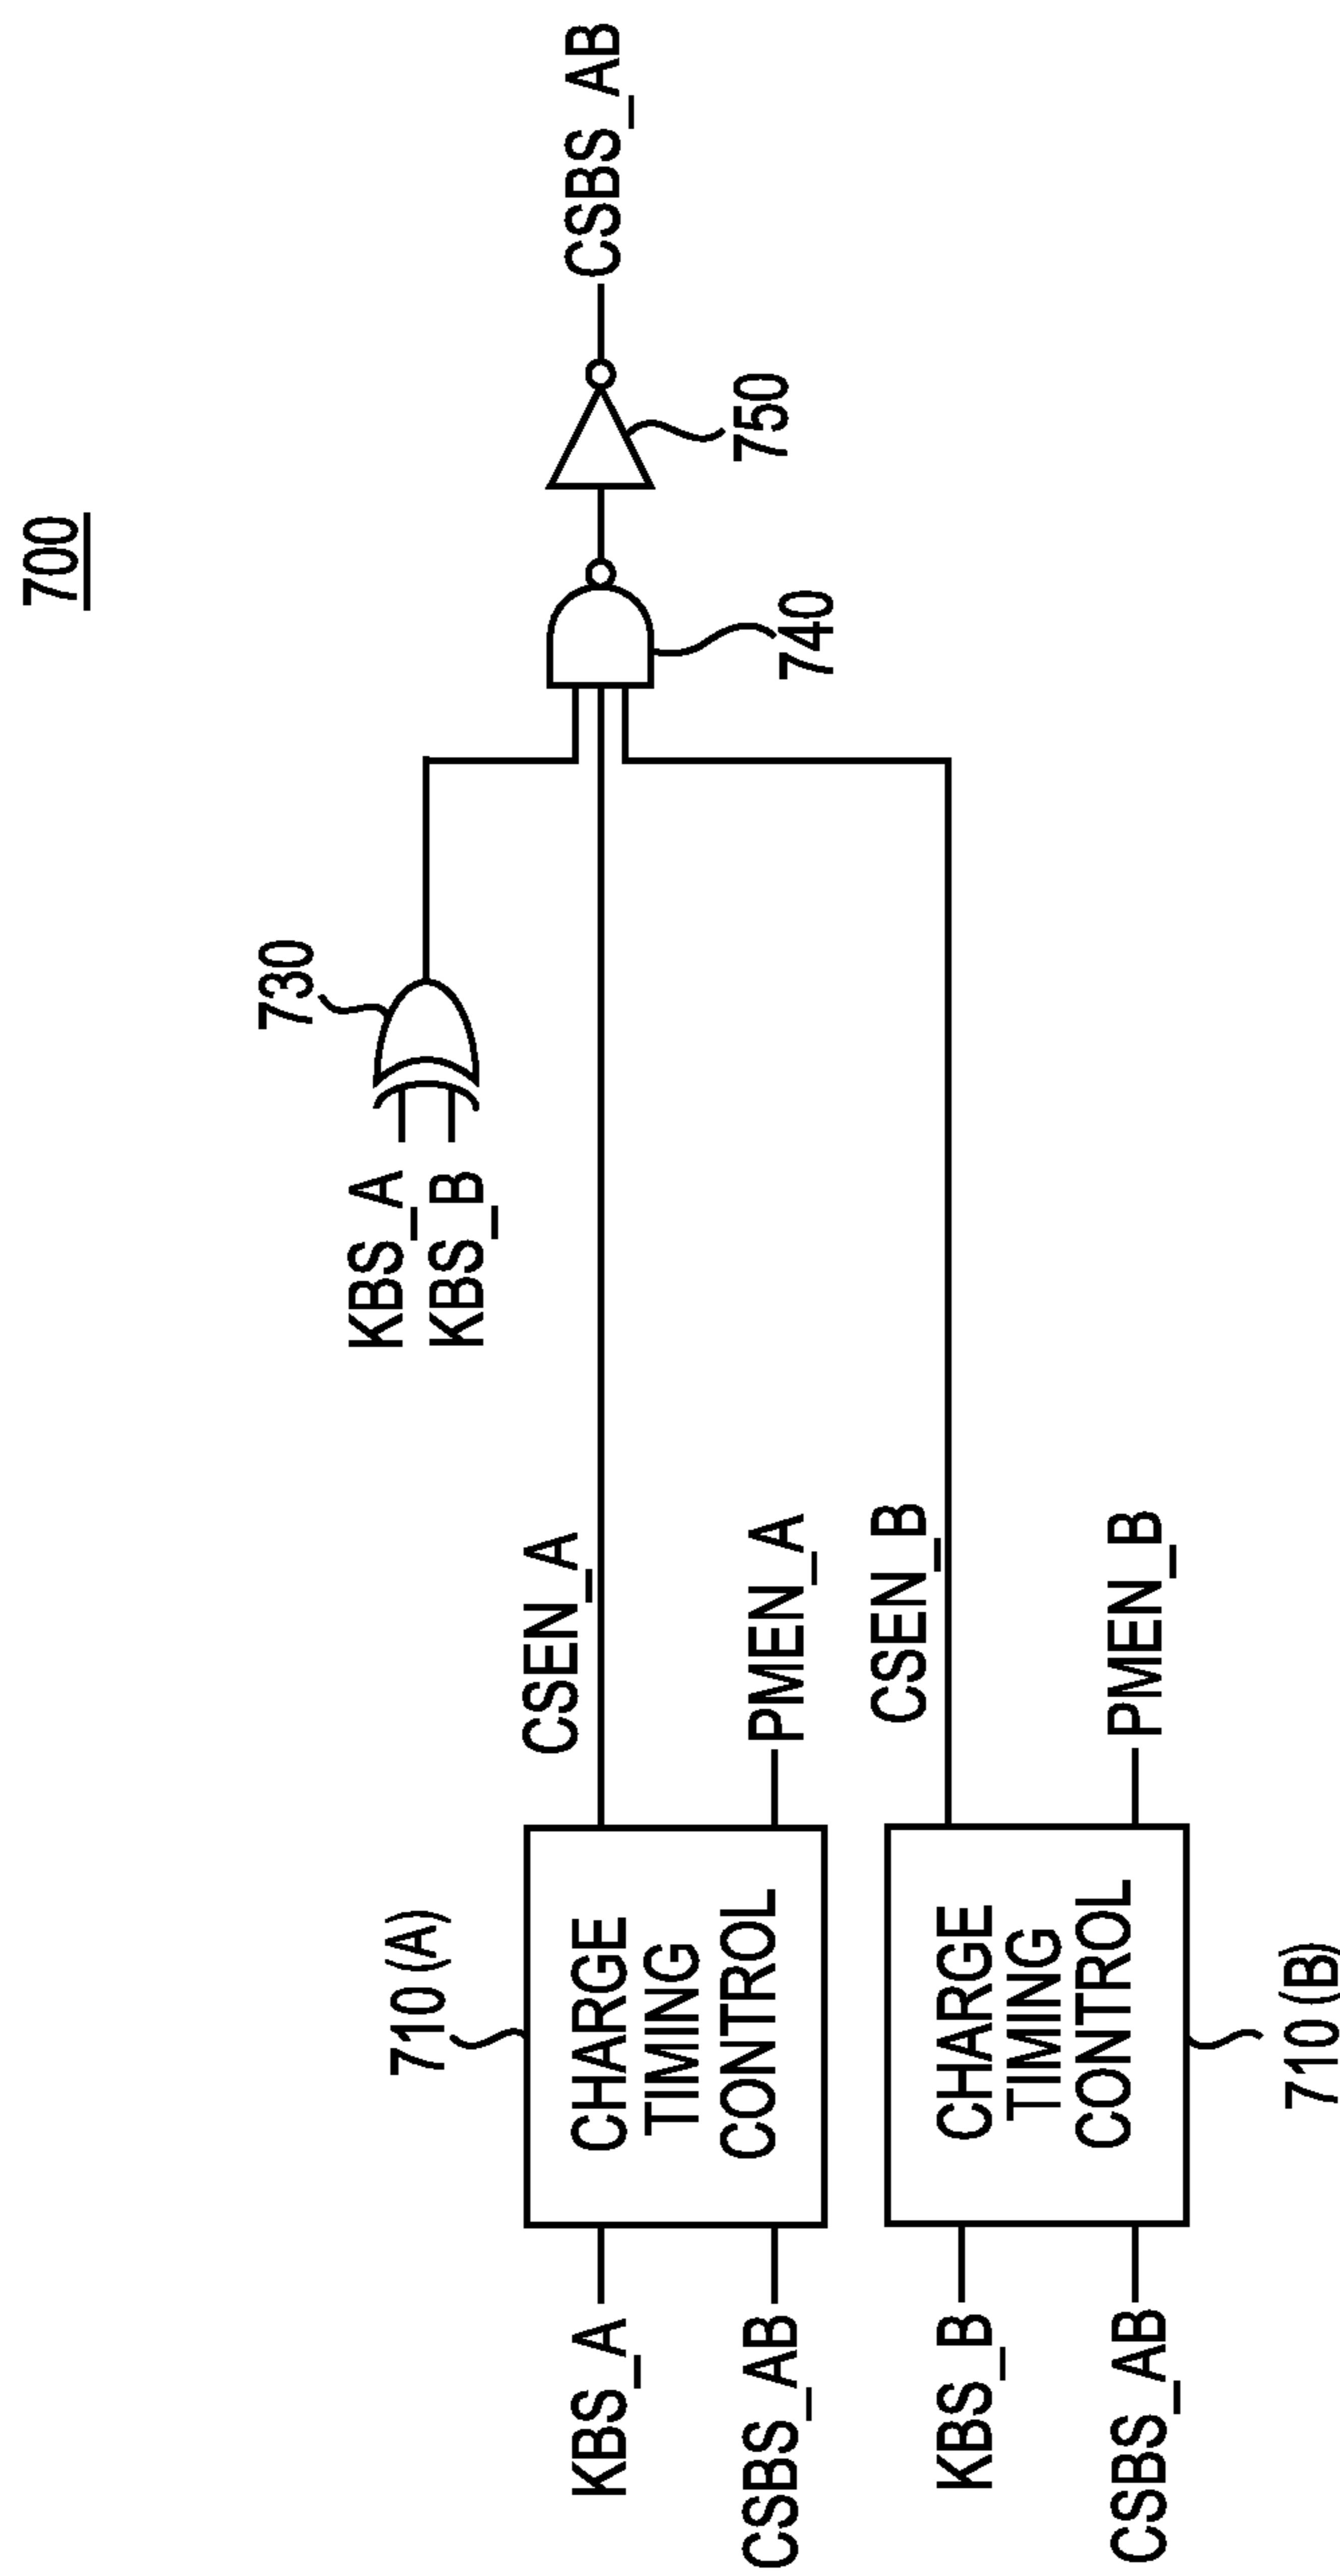 700
730
KBS_A
KBS_B
CSBS_AB
750
740
710 (A)
CSEN_A
KBS_A
CHARGE
TIMING
CONTROL
CSBS_AB
PMEN_A
CSEN_B
KBS_B
CHARGE
TIMING
CONTROL
CSBS_AB
PMEN_B
710 (B)